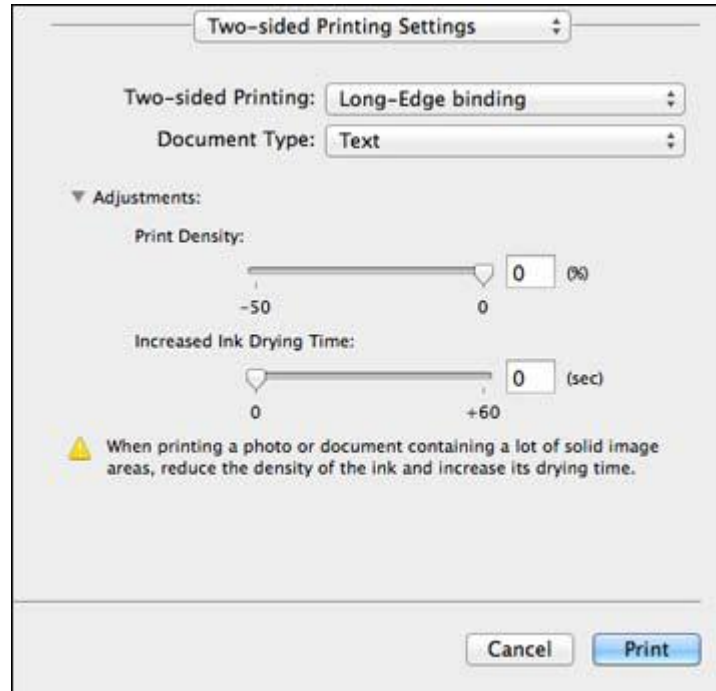 Two-sided Printing Settings
Two-sided Printing: Long-Edge binding
Document Type: Text
Adjustments:
Print Density:
0 (%)
-50 0
Increased Ink Drying Time:
0 (sec)
0 +60
When printing a photo or document containing a lot of solid image
areas, reduce the density of the ink and increase its drying time.
Cancel Print